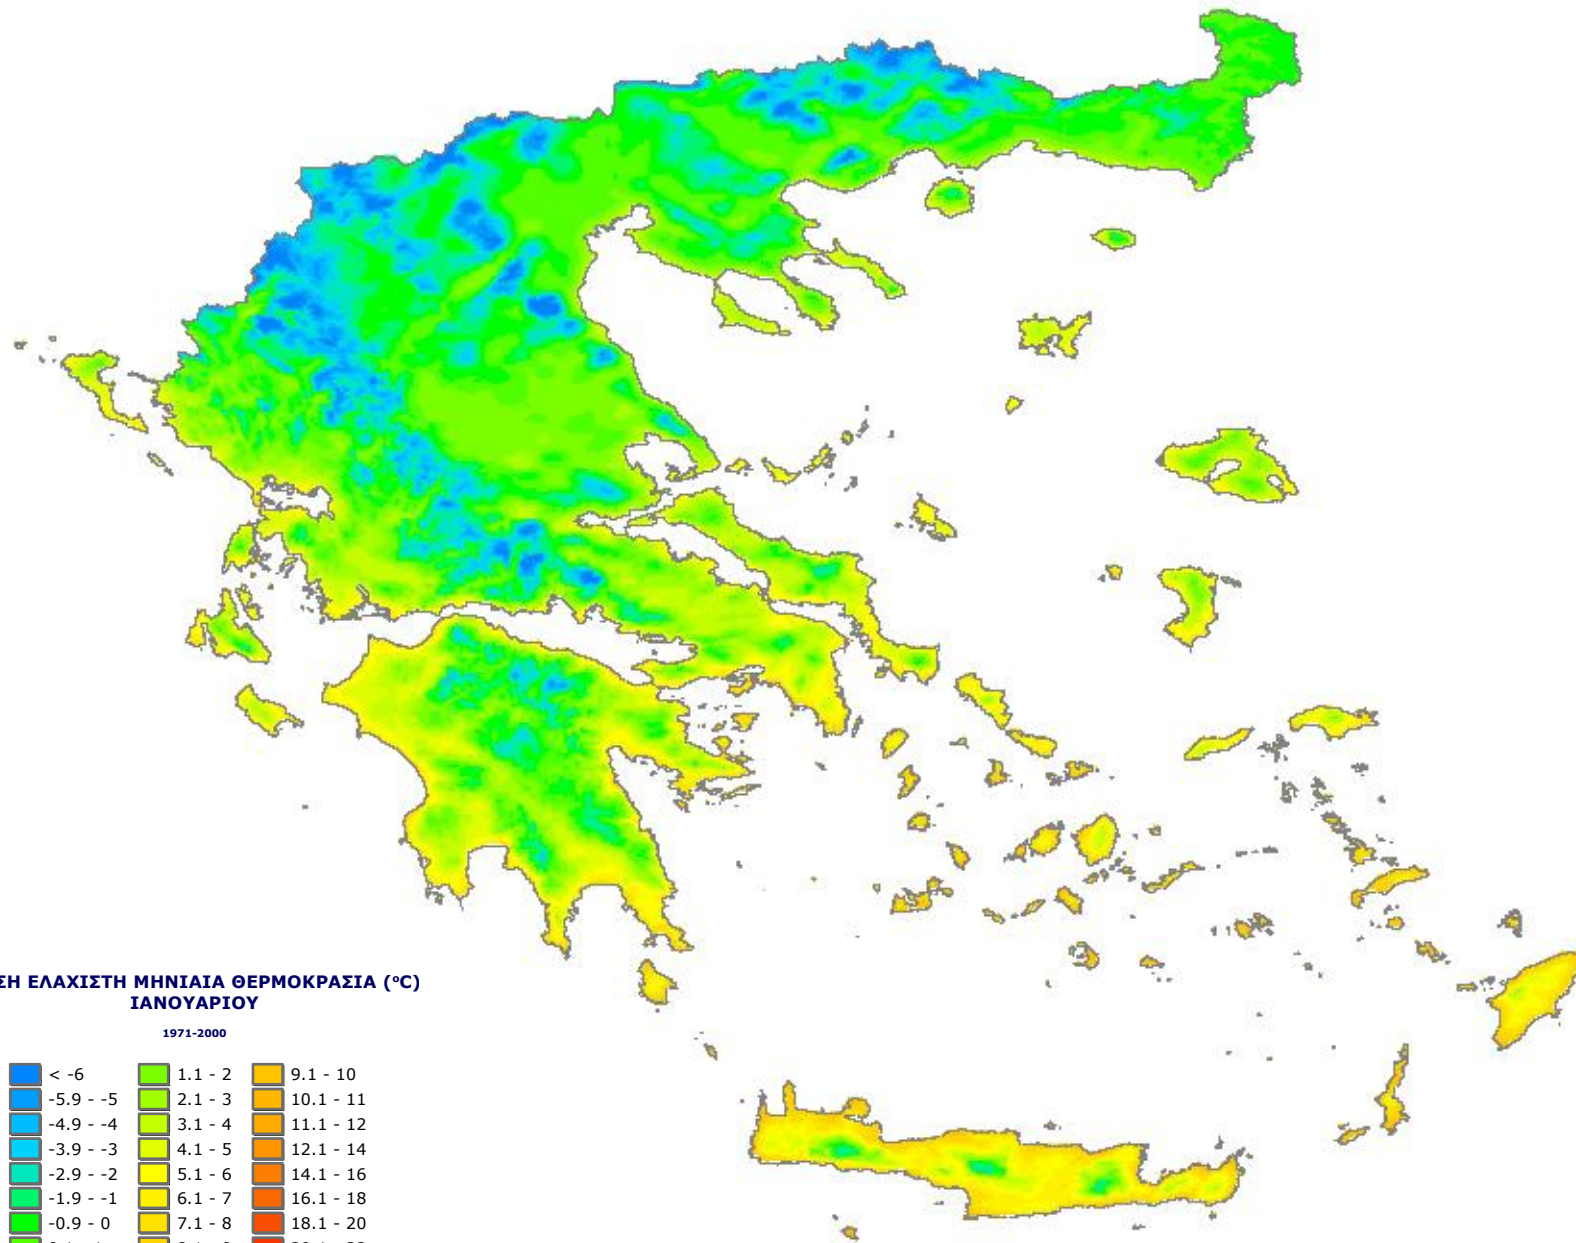 ΕΛΑΧΙΣΤΗ ΜΗΝΙΑΙΑ ΘΕΡΜΟΚΡΑΣΙΑ (°C)
ΙΑΝΟΥΑΡΙΟΥ
1971-2000
< -6 1.1 - 2 9.1 - 10
-5.9 - -5 2.1 - 3 10.1 - 11
-4.9 - -4 3.1 - 4 11.1 - 12
-3.9 - -3 4.1 - 5 12.1 - 14
-2.9 - -2 5.1 - 6 14.1 - 16
-1.9 - -1 6.1 - 7 16.1 - 18
-0.9 - 0 7.1 - 8 18.1 - 20